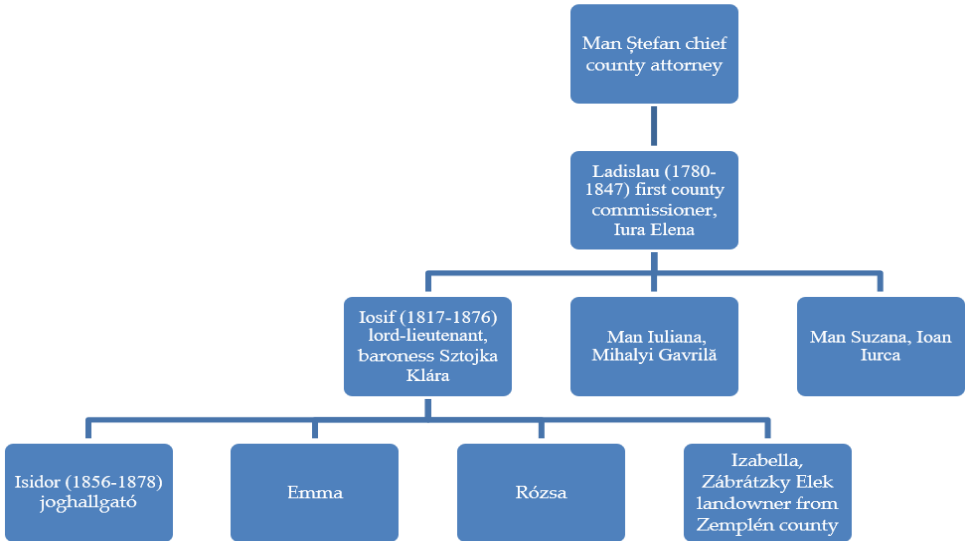 Man Ștefan chief
county attorney
Ladislau (1780-
1847) first county
commissioner,
Iura Elena
Iosif (1817-1876)
lord-lieutenant,
baroness Sztojka
Klára
Man Iuliana,
Mihalyi Gavrilă
Man Suzana, Ioan
Iurca
Isidor (1856-1878)
joghallgató
Emma
Rózsa
Izabella,
Zábrátzky Elek
landowner from
Zemplén county